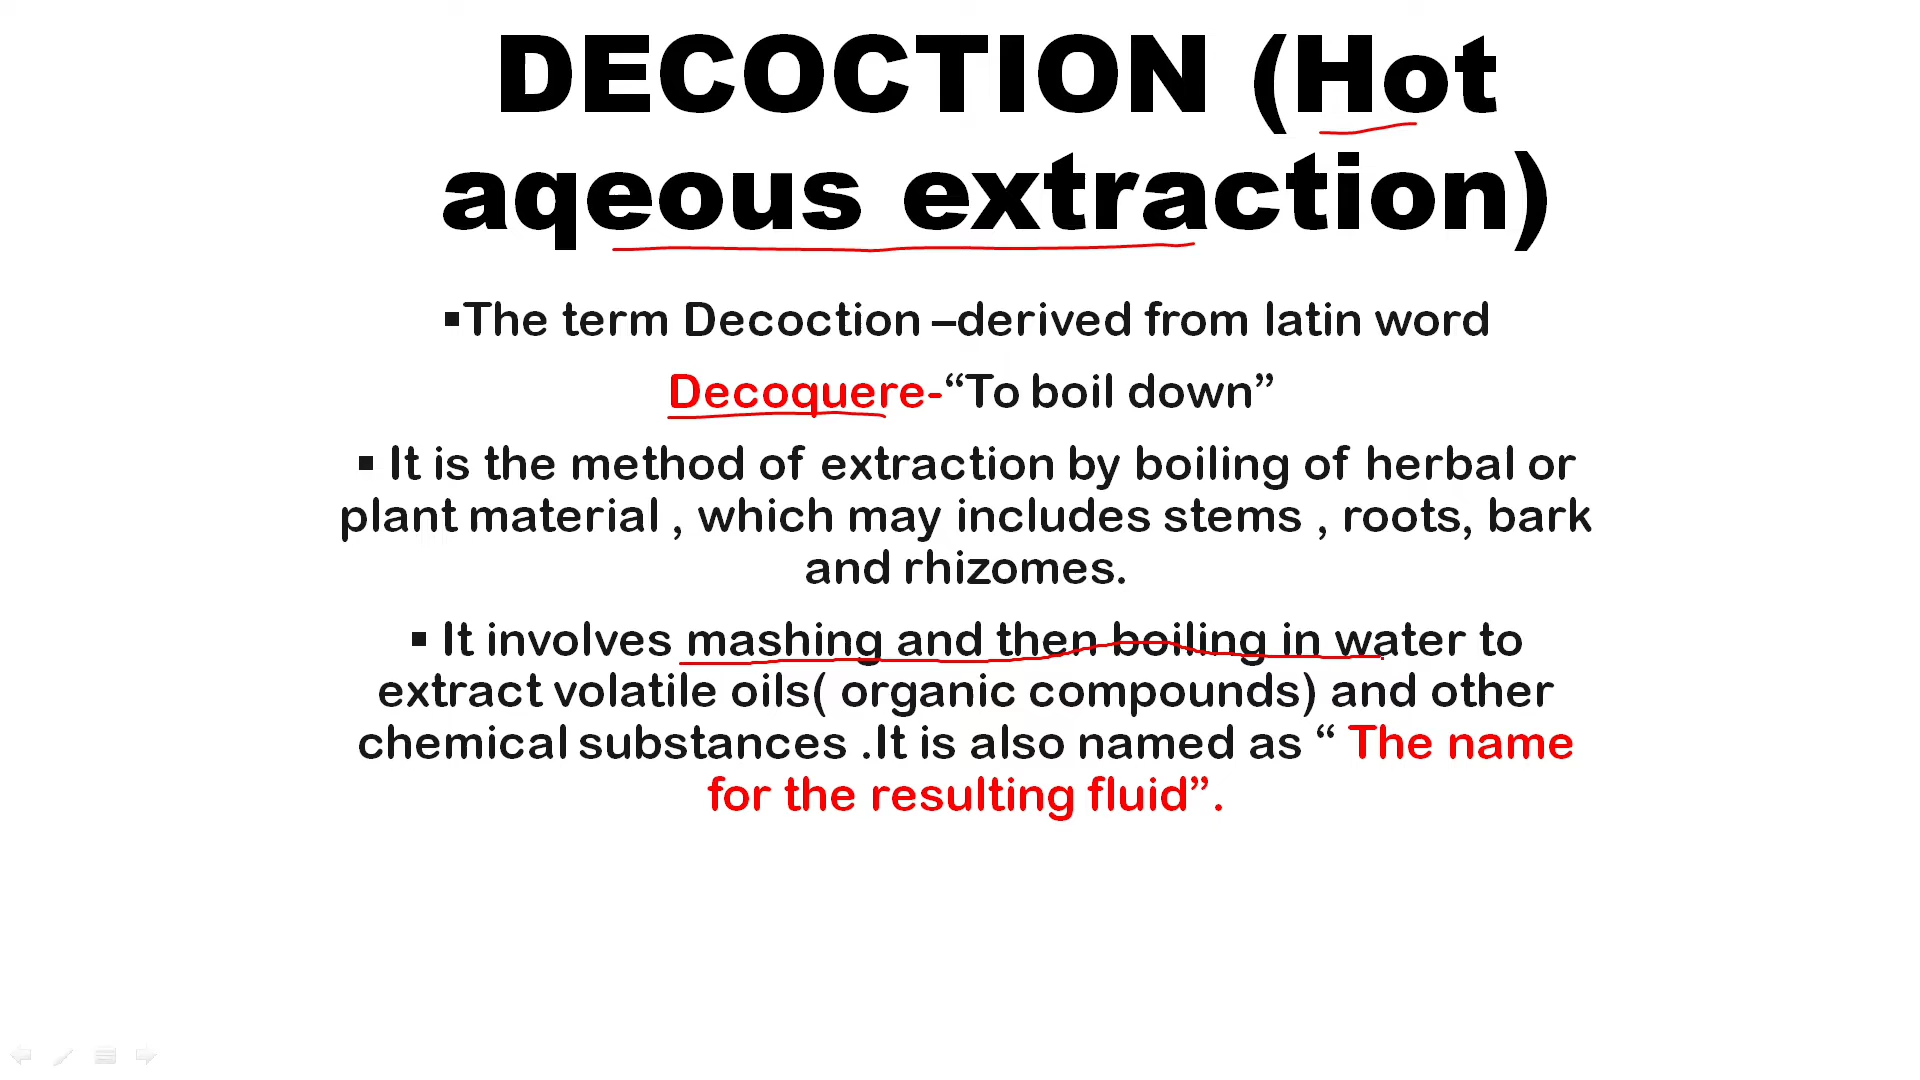 DECOCTION (Hot
aqeous extraction)
▪The term Decoction –derived from latin word
Decoquere-“To boil down”
▪ It is the method of extraction by boiling of herbal or
plant material , which may includes stems , roots, bark
and rhizomes.
▪ It involves mashing and then boiling in water to
extract volatile oils( organic compounds) and other
chemical substances .It is also named as “ The name
for the resulting fluid”.